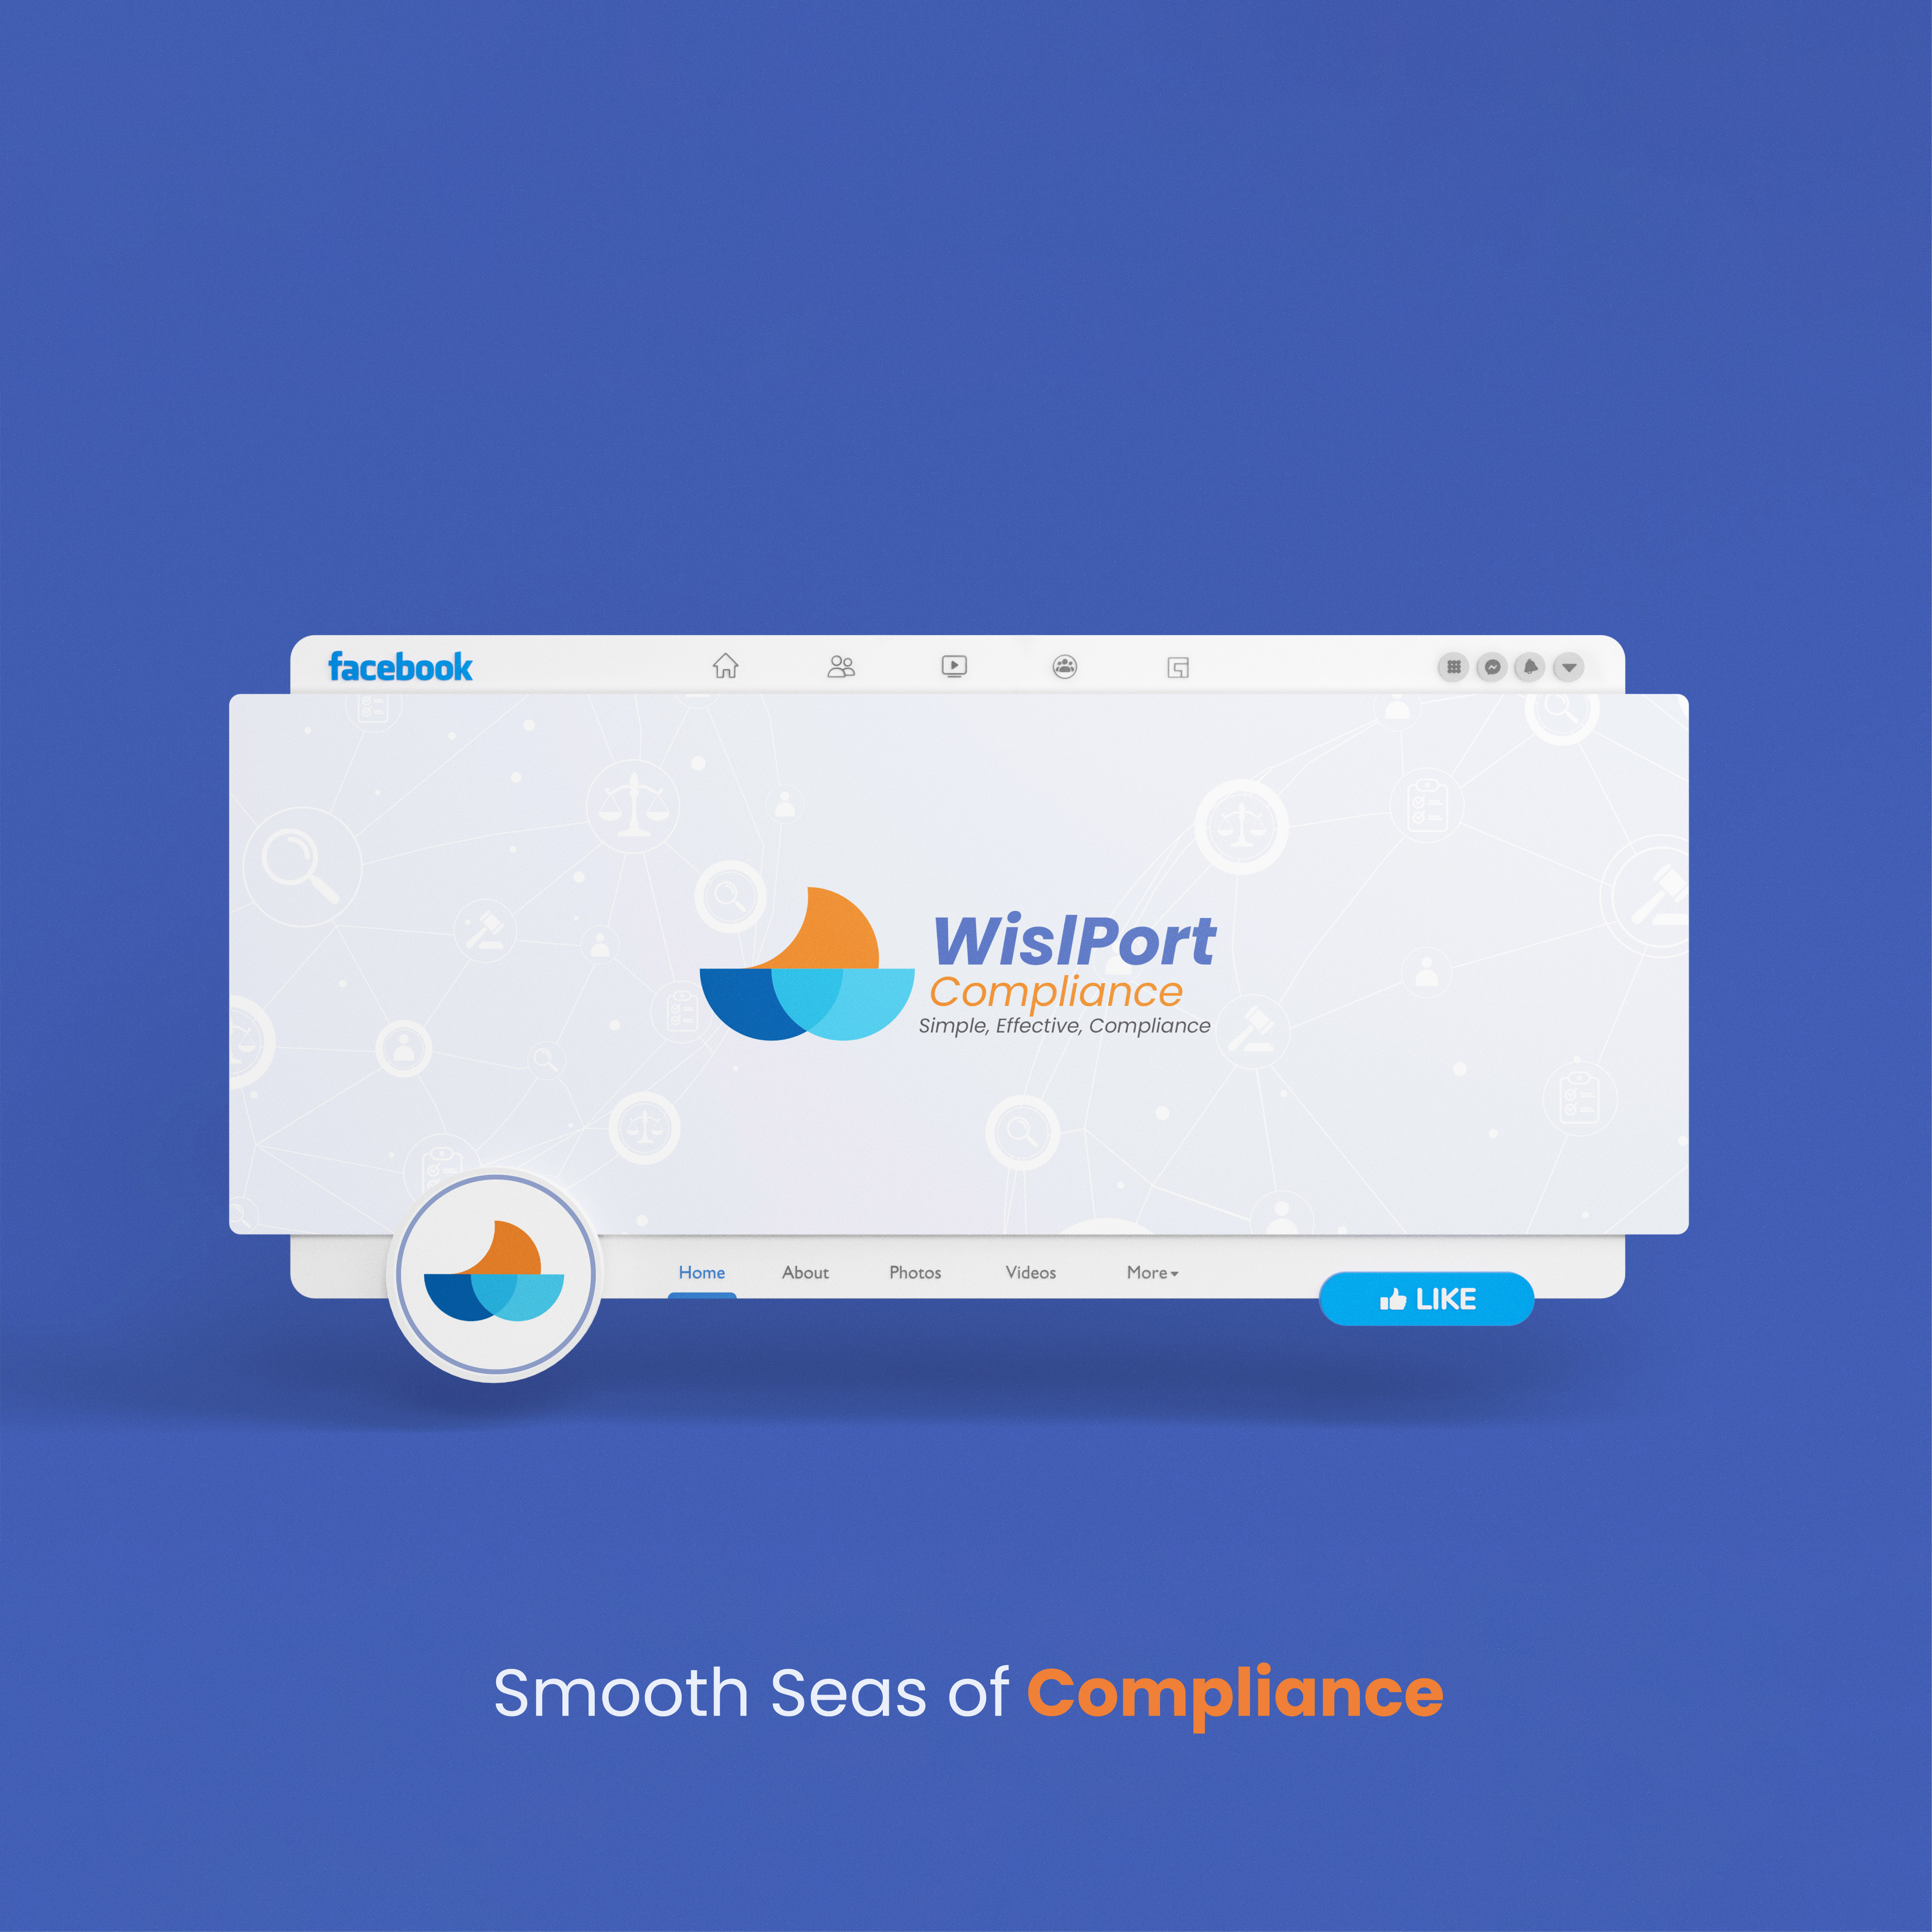 facebook
WislPort
Compliance
Simple, Effective, Compliance
Home About Photos Videos More
LIKE
Smooth Seas of Compliance